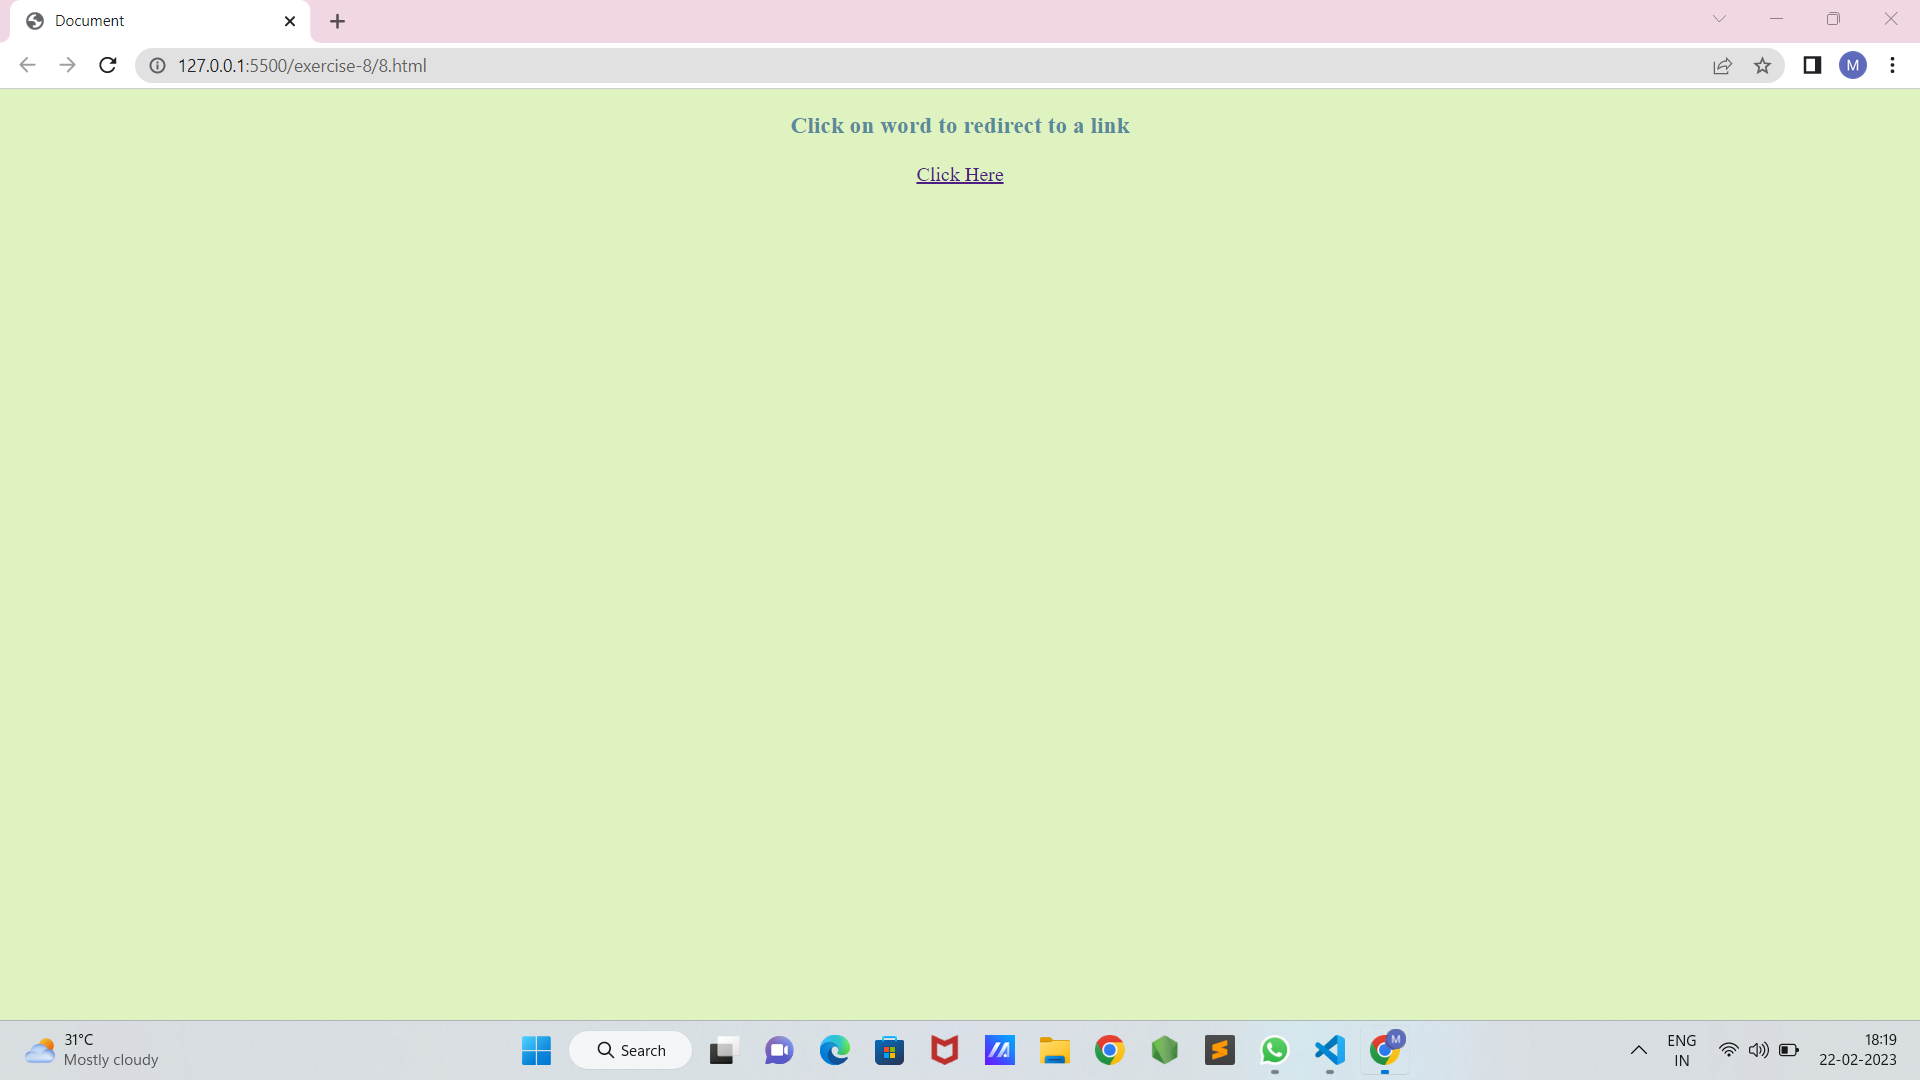 Document
127.0.0.1:5500/exercise-8/8.html
M
Click on word to redirect to a link
Click Here
31°C
Mostly cloudy
Search
M
ENG
IN
18:19
22-02-2023